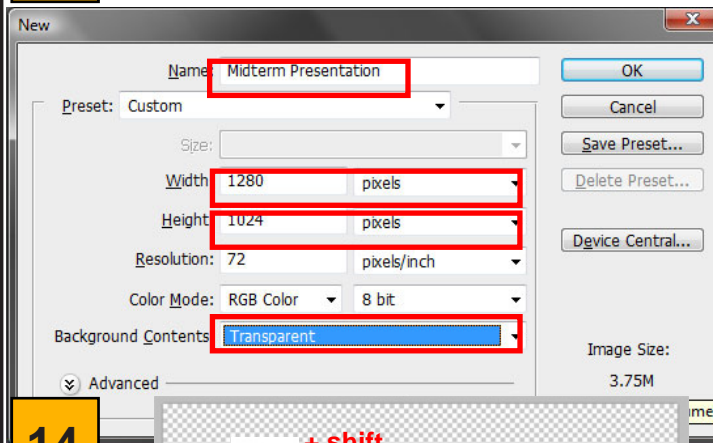 New
Name: Midterm Presentation
Preset: Custom
Size:
Width: 1280 pixels
Height: 1024 pixels
Resolution: 72 pixels/inch
Color Mode: RGB Color 8 bit
Background Contents: Transparent
Advanced
OK
Cancel
Save Preset...
Delete Preset...
Device Central...
Image Size:
3.75M
14
+ shift